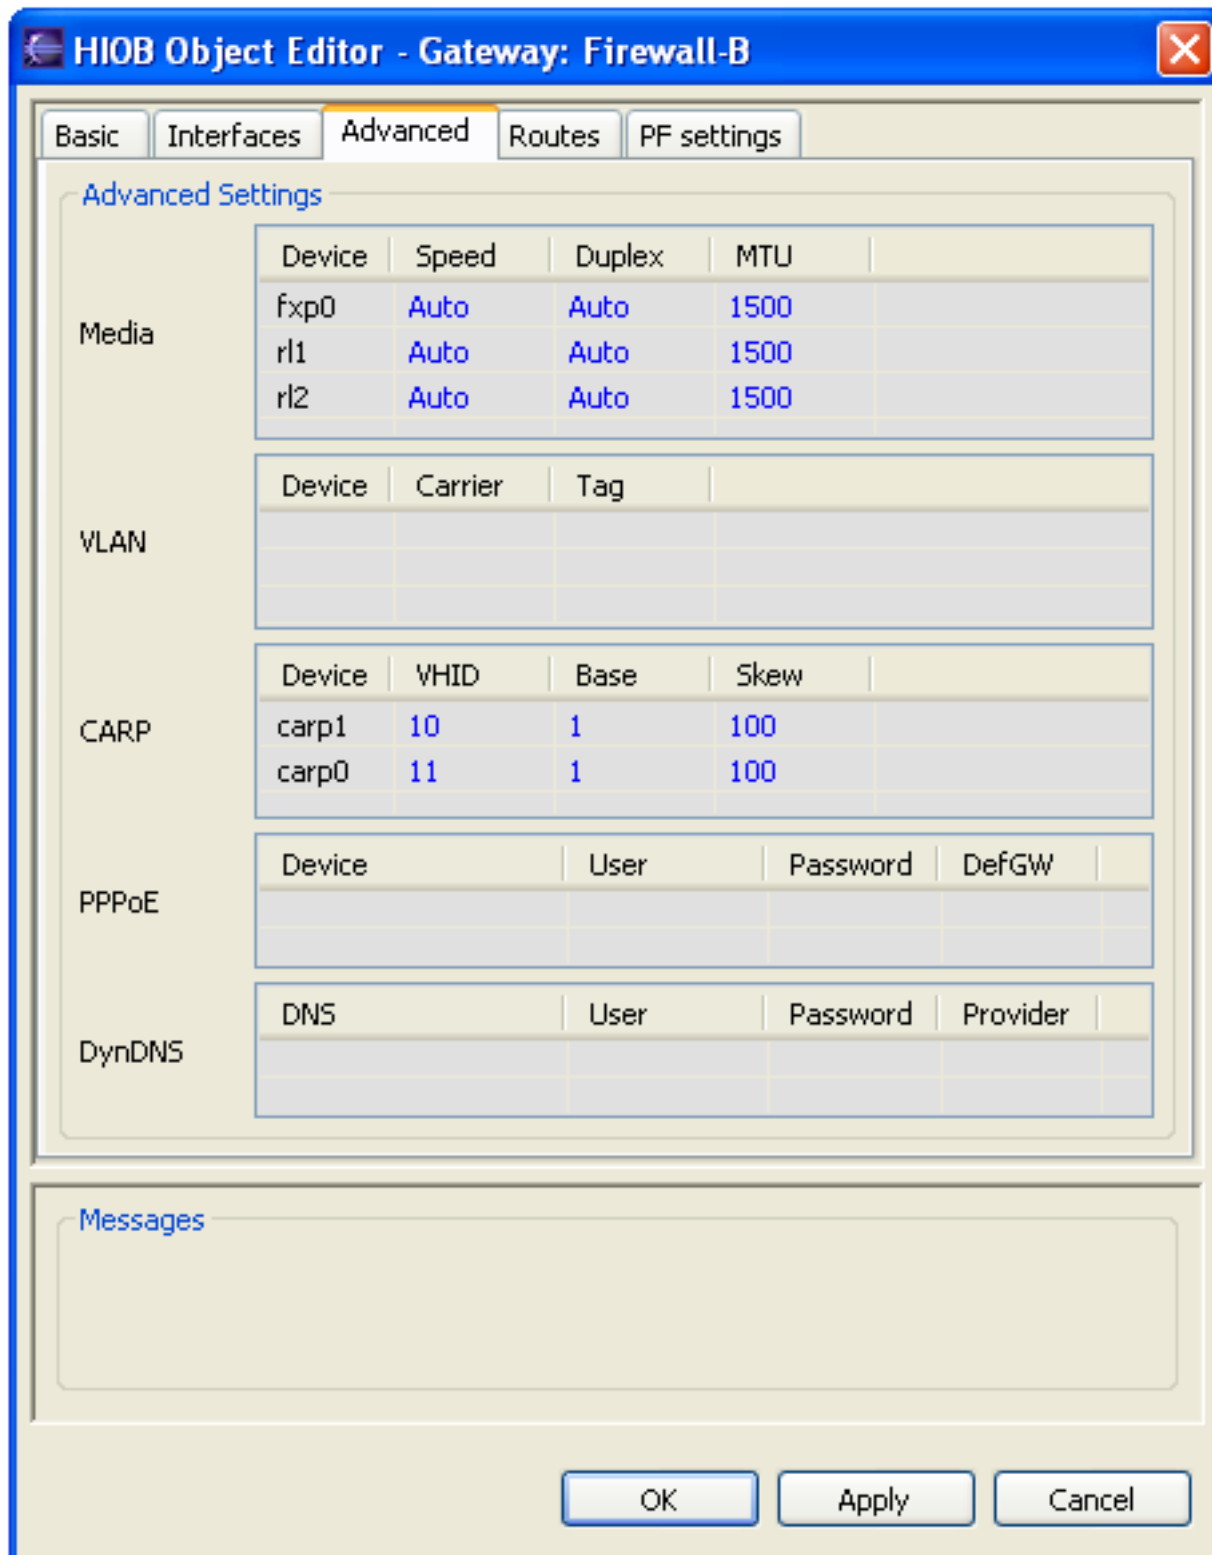 HIOB Object Editor - Gateway: Firewall-B
Basic Interfaces Advanced Routes PF settings
Advanced Settings
Device Speed Duplex MTU
Media
fxp0 Auto Auto 1500
rl1 Auto Auto 1500
rl2 Auto Auto 1500
Device Carrier Tag
VLAN
Device VHID Base Skew
CARP
carp1 10 1 100
carp0 11 1 100
Device User Password DefGW
PPPoE
DNS User Password Provider
DynDNS
Messages
OK Apply Cancel